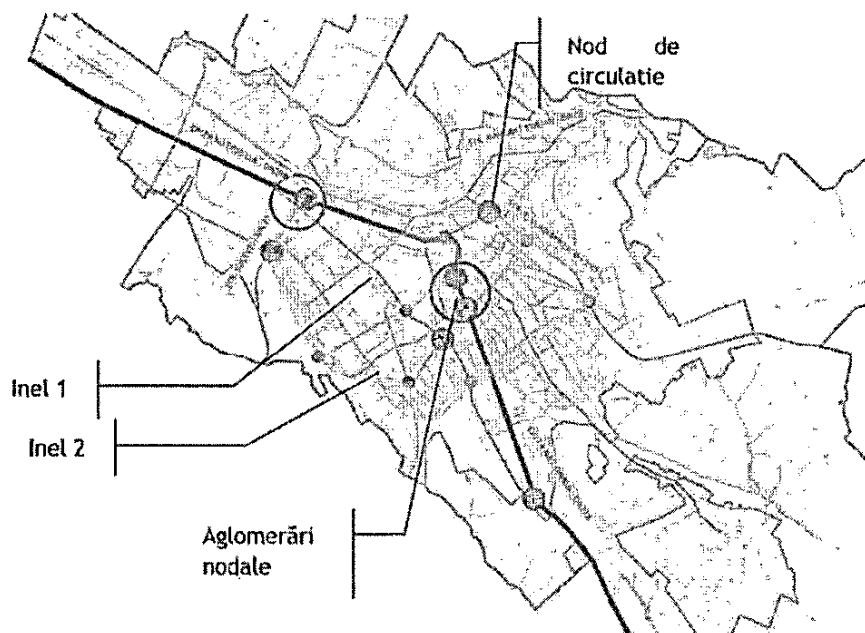 Nod de
circulatie
Inel 1
Inel 2
Aglomerări
nodale